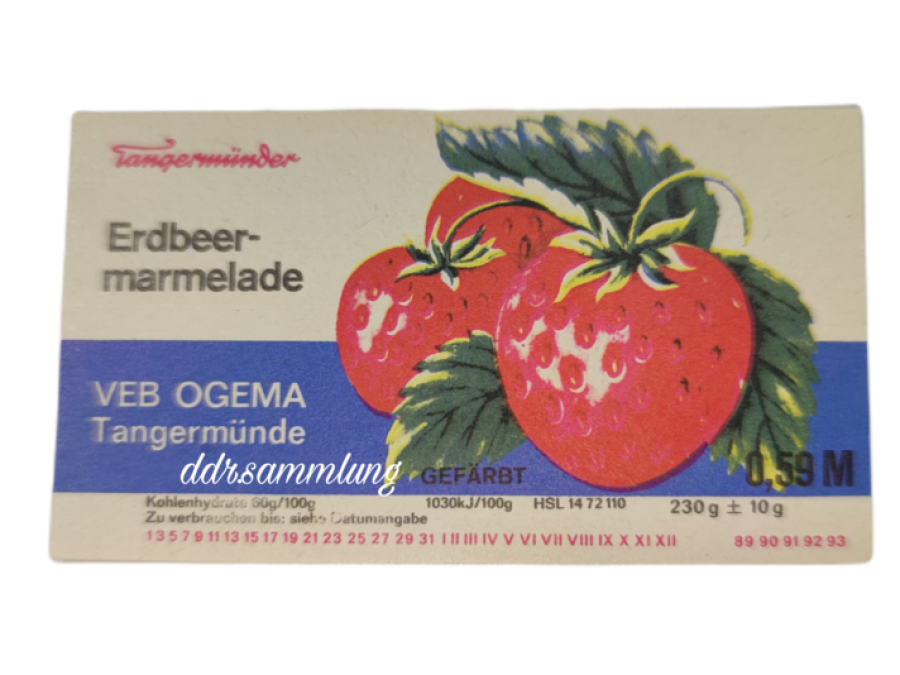 Tangermünder
Erdbeer-
marmelade
VEB OGEMA
Tangermünde
ddrsammlung
GEFÄRBT
0,59 M
Kohlenhydrate 60g/100g 1030kJ/100g HSL 14 72 110 230 g ± 10 g
Zu verbrauchen bis: siehe Datumangabe
1 3 5 7 9 11 13 15 17 19 21 23 25 27 29 31 I II III IV V VI VII VIII IX X XI XII 89 90 91 92 93